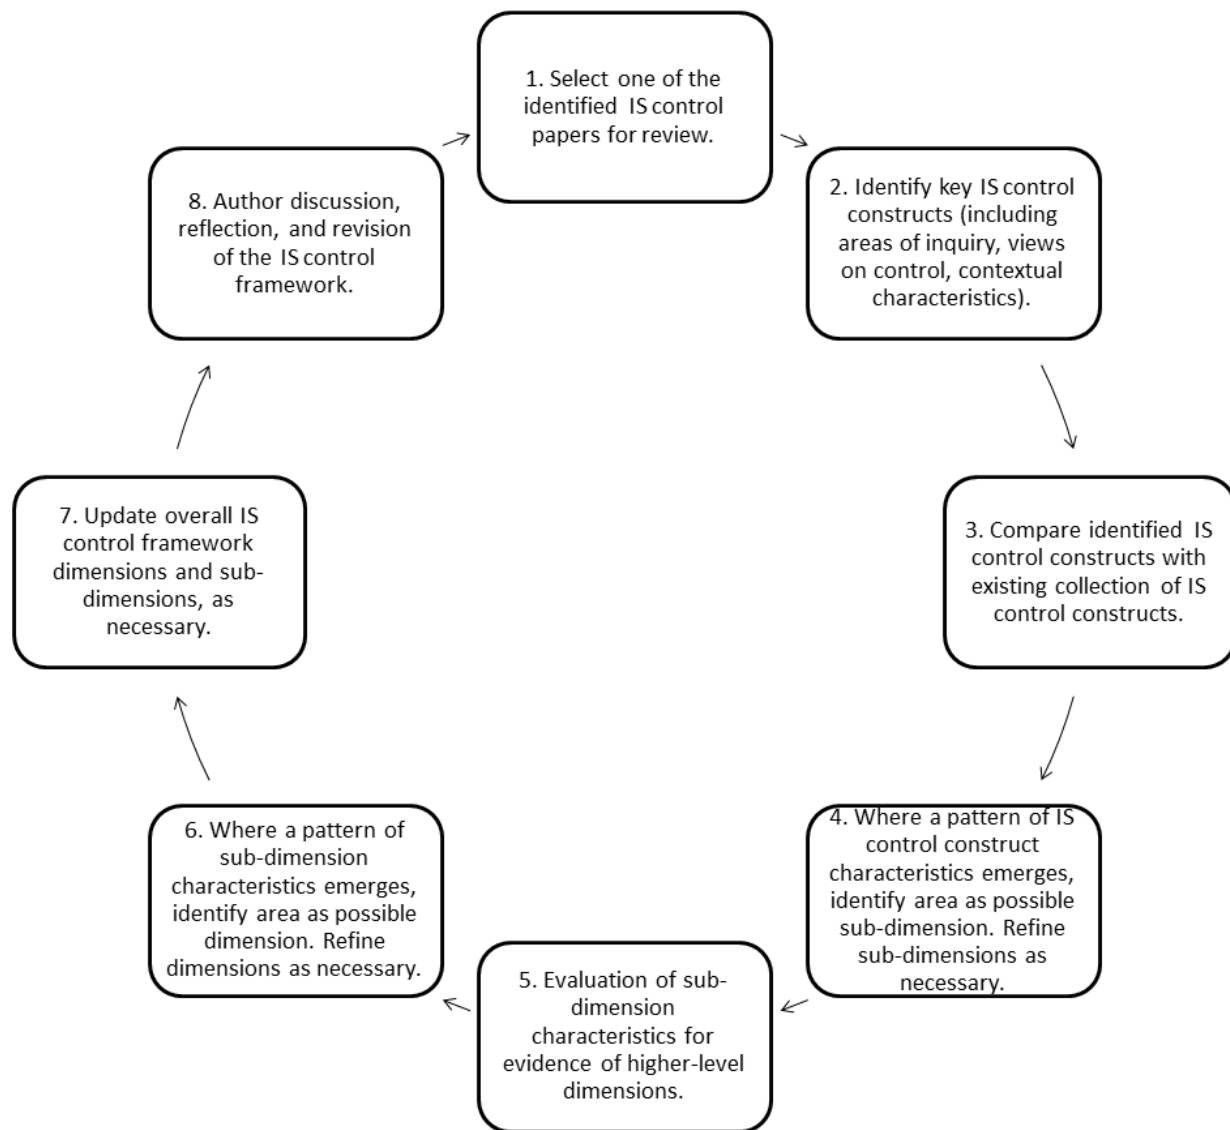 1. Select one of the
identified IS control
papers for review.
2. Identify key IS control
constructs (including
areas of inquiry, views
on control, contextual
characteristics).
3. Compare identified IS
control constructs with
existing collection of IS
control constructs.
4. Where a pattern of IS
control construct
characteristics emerges,
identify area as possible
sub-dimension. Refine
sub-dimensions as
necessary.
5. Evaluation of sub-
dimension
characteristics for
evidence of higher-level
dimensions.
6. Where a pattern of
sub-dimension
characteristics emerges,
identify area as possible
dimension. Refine
dimensions as necessary.
7. Update overall IS
control framework
dimensions and sub-
dimensions, as
necessary.
8. Author discussion,
reflection, and revision
of the IS control
framework.